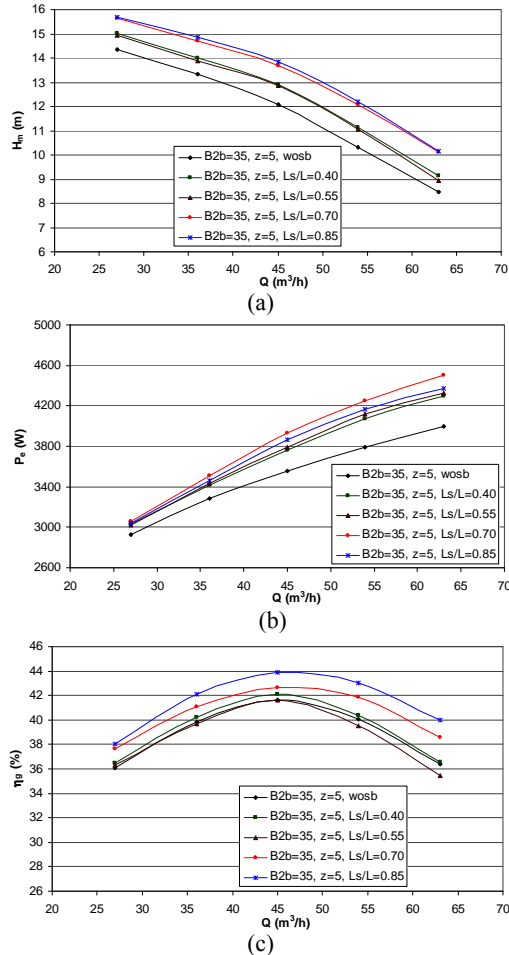 16
15
14
13
12
11
10
9
8
7
6
H_m (m)
B2b=35, z=5, wosb
B2b=35, z=5, Ls/L=0.40
B2b=35, z=5, Ls/L=0.55
B2b=35, z=5, Ls/L=0.70
B2b=35, z=5, Ls/L=0.85
20 25 30 35 40 45 50 55 60 65 70
Q (m³/h)
(a)
5000
4600
4200
3800
3400
3000
2600
P_e (W)
B2b=35, z=5, wosb
B2b=35, z=5, Ls/L=0.40
B2b=35, z=5, Ls/L=0.55
B2b=35, z=5, Ls/L=0.70
B2b=35, z=5, Ls/L=0.85
20 25 30 35 40 45 50 55 60 65 70
Q (m³/h)
(b)
46
44
42
40
38
36
34
32
30
28
26
η_g (%)
B2b=35, z=5, wosb
B2b=35, z=5, Ls/L=0.40
B2b=35, z=5, Ls/L=0.55
B2b=35, z=5, Ls/L=0.70
B2b=35, z=5, Ls/L=0.85
20 25 30 35 40 45 50 55 60 65 70
Q (m³/h)
(c)